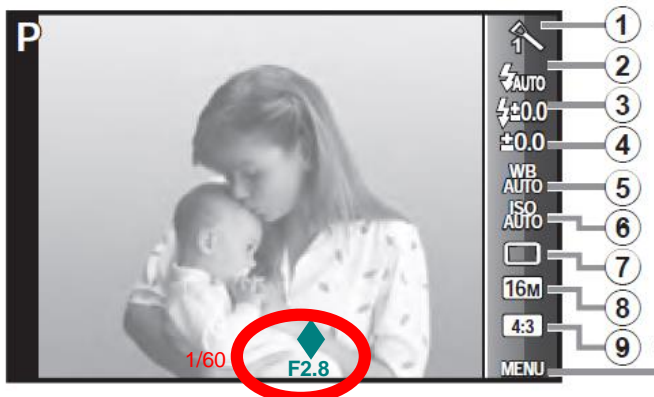 P
1
1
2
⚡AUTO
3
⚡±0.0
4
±0.0
WB
AUTO
5
ISO
AUTO
6
7
16M
8
4:3
9
MENU
1/60
F2.8